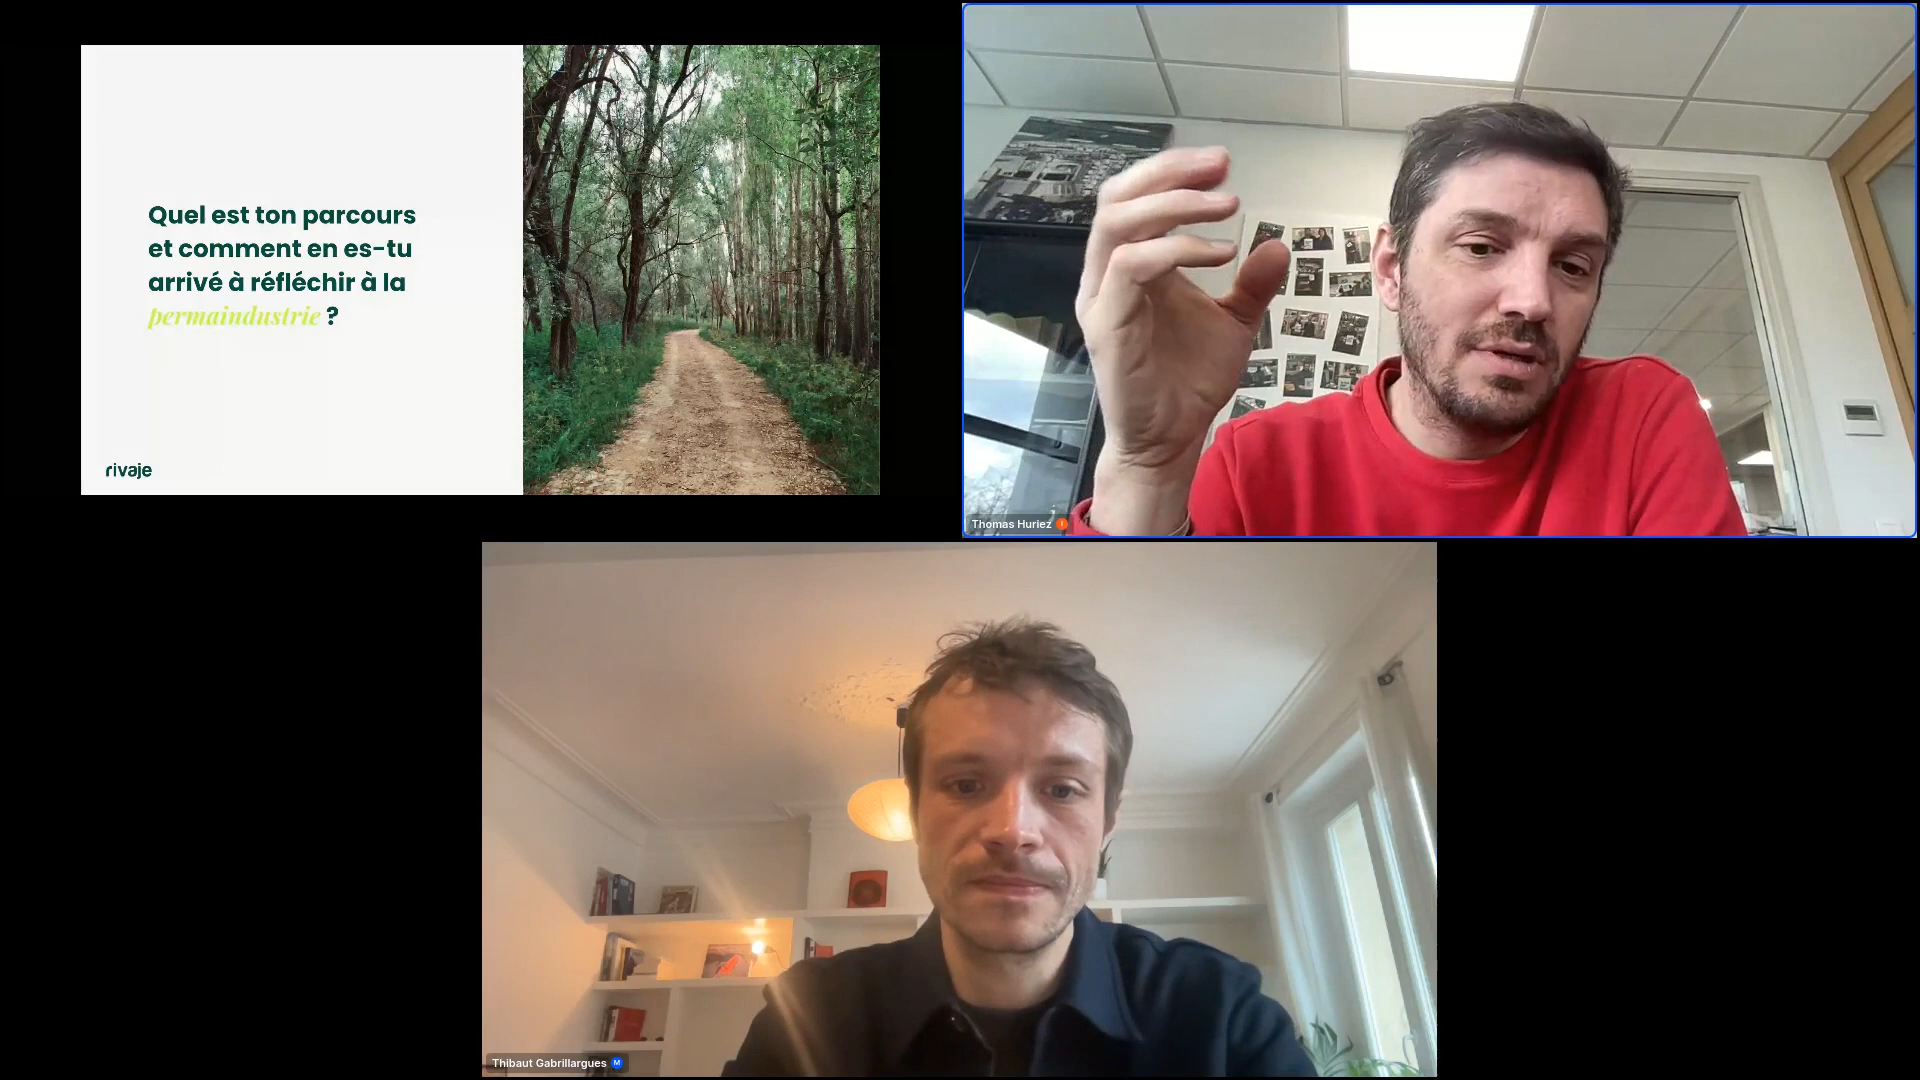 Quel est ton parcours
et comment en es-tu
arrivé à réfléchir à la
permaindustrie ?
rivaje
Thomas Huriez I
Thibaut Gabrillargues M